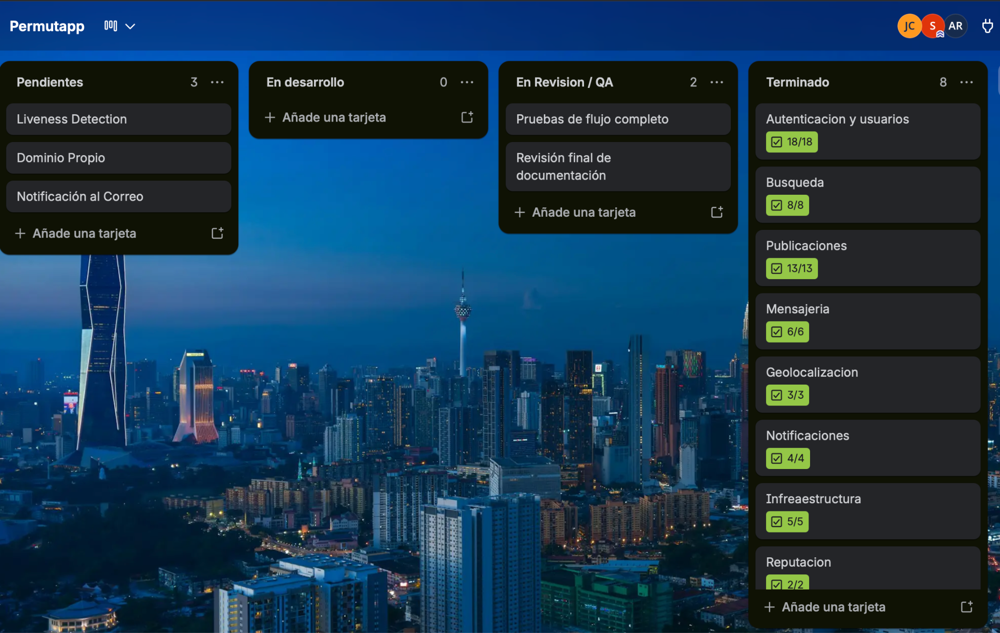 Permutapp
JC
S
AR
Pendientes 3
Liveness Detection
Dominio Propio
Notificación al Correo
Añade una tarjeta
En desarrollo 0
Añade una tarjeta
En Revision / QA 2
Pruebas de flujo completo
Revisión final de
documentación
Añade una tarjeta
Terminado 8
Autenticacion y usuarios
18/18
Busqueda
8/8
Publicaciones
13/13
Mensajeria
6/6
Geolocalizacion
3/3
Notificaciones
4/4
Infreaestructura
5/5
Reputacion
2/2
Añade una tarjeta